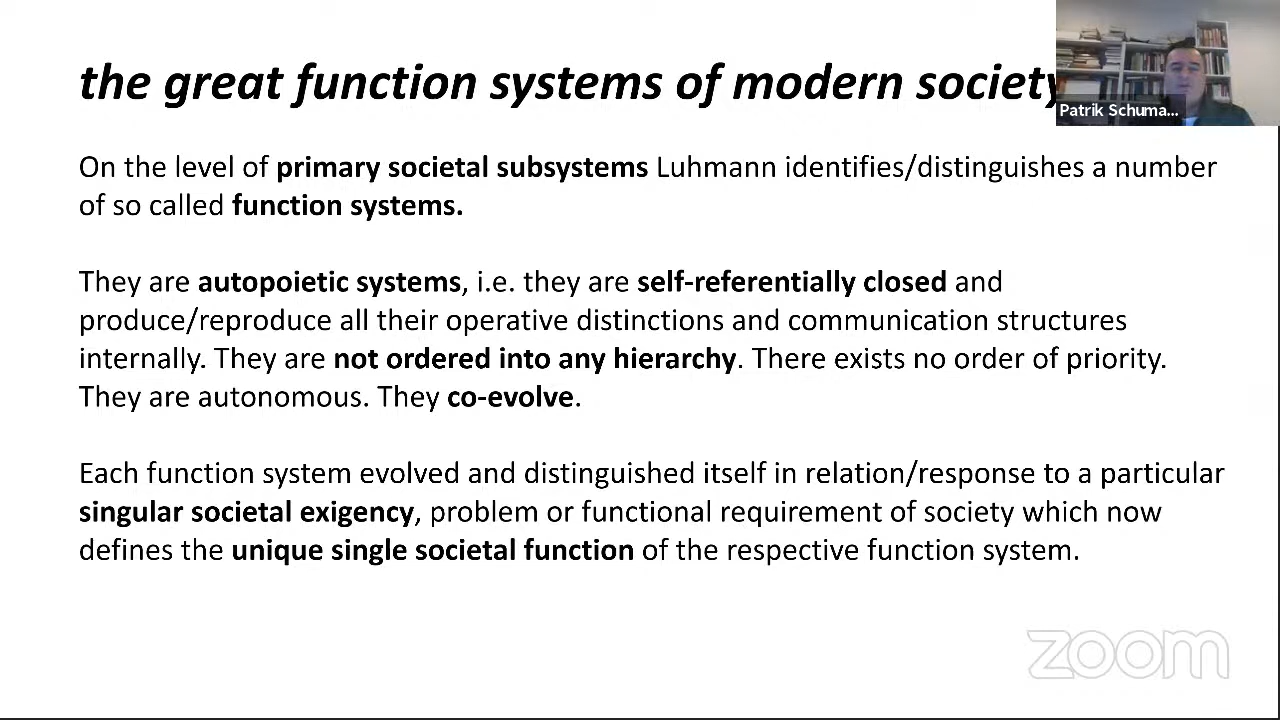 the great function systems of modern society
Patrik Schuma...
On the level of primary societal subsystems Luhmann identifies/distinguishes a number
of so called function systems.
They are autopoietic systems, i.e. they are self-referentially closed and
produce/reproduce all their operative distinctions and communication structures
internally. They are not ordered into any hierarchy. There exists no order of priority.
They are autonomous. They co-evolve.
Each function system evolved and distinguished itself in relation/response to a particular
singular societal exigency, problem or functional requirement of society which now
defines the unique single societal function of the respective function system.
zoom